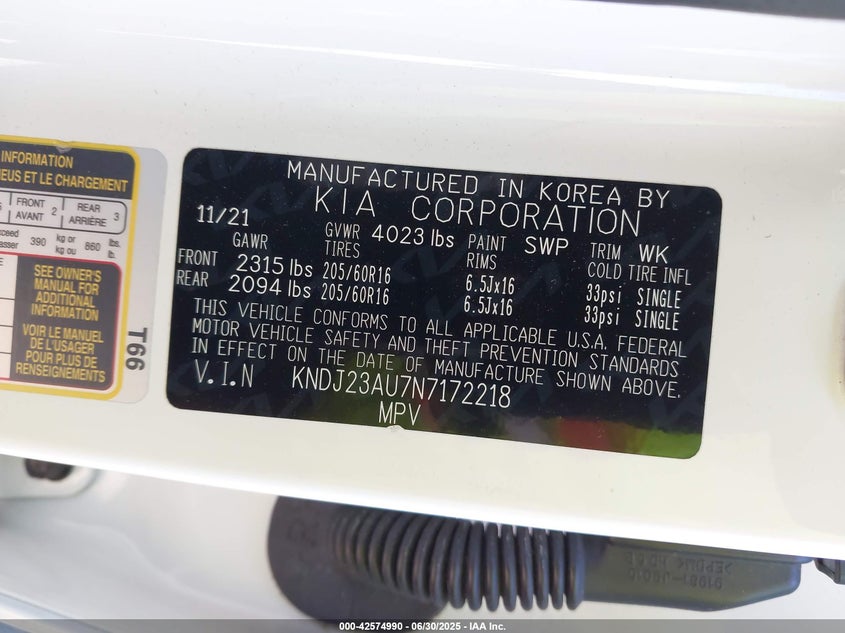 INFORMATION
EUS ET LE CHARGEMENT
FRONT AVANT 2 REAR ARRIÈRE 3
390 kg or kg ou 860 lbs. lb.
SEE OWNER'S
MANUAL FOR
ADDITIONAL
INFORMATION
VOIR LE MANUEL
DE L'USAGER
POUR PLUS DE
RENSEIGNEMENTS
T66
MANUFACTURED IN KOREA BY
KIA CORPORATION
11/21 GVWR 4023 lbs PAINT SWP TRIM WK
GAWR TIRES RIMS COLD TIRE INFL
FRONT 2315 lbs 205/60R16 6.5Jx16 33psi SINGLE
REAR 2094 lbs 205/60R16 6.5Jx16 33psi SINGLE
THIS VEHICLE CONFORMS TO ALL APPLICABLE U.S.A. FEDERAL
MOTOR VEHICLE SAFETY AND THEFT PREVENTION STANDARDS
IN EFFECT ON THE DATE OF MANUFACTURE SHOWN ABOVE.
V.I.N KNDJ23AU7N7172218
MPV
>EPDM<
000-42574990 - 06/30/2025 - IAA Inc.